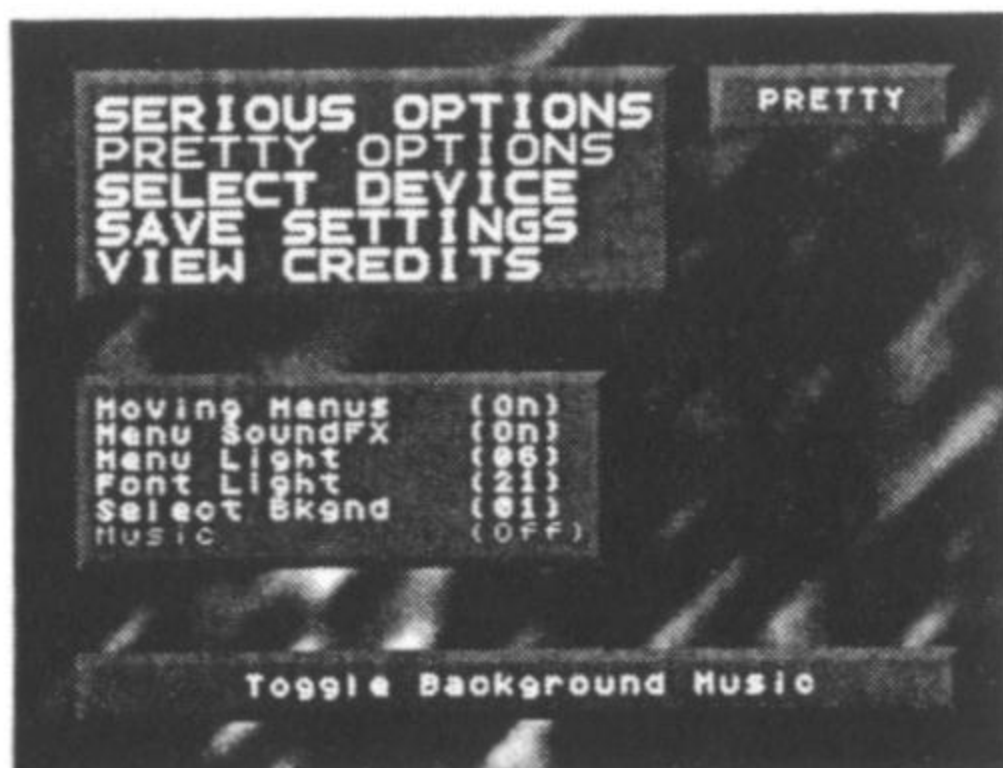 SERIOUS OPTIONS
PRETTY OPTIONS
SELECT DEVICE
SAVE SETTINGS
VIEW CREDITS
PRETTY
Moving Menus (On)
Menu SoundFX (On)
Menu Light (06)
Font Light (21)
Select Bkgnd (01)
Music (Off)
Toggle Background Music